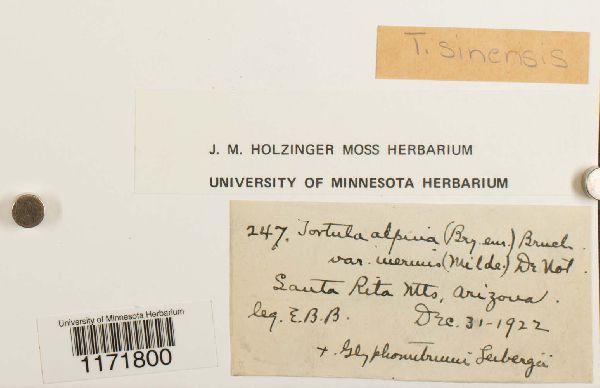 T. sinensis
J. M. HOLZINGER MOSS HERBARIUM
UNIVERSITY OF MINNESOTA HERBARIUM
247. Tortula alpina (Bry. eur.) Bruch.
var. inermis (Milde.) De Not.
Santa Rita Mts, Arizona.
leg. E.B.B. Dec. 31-1922
+ Glyphomitrium Leibergii
University of Minnesota Herbarium
1171800